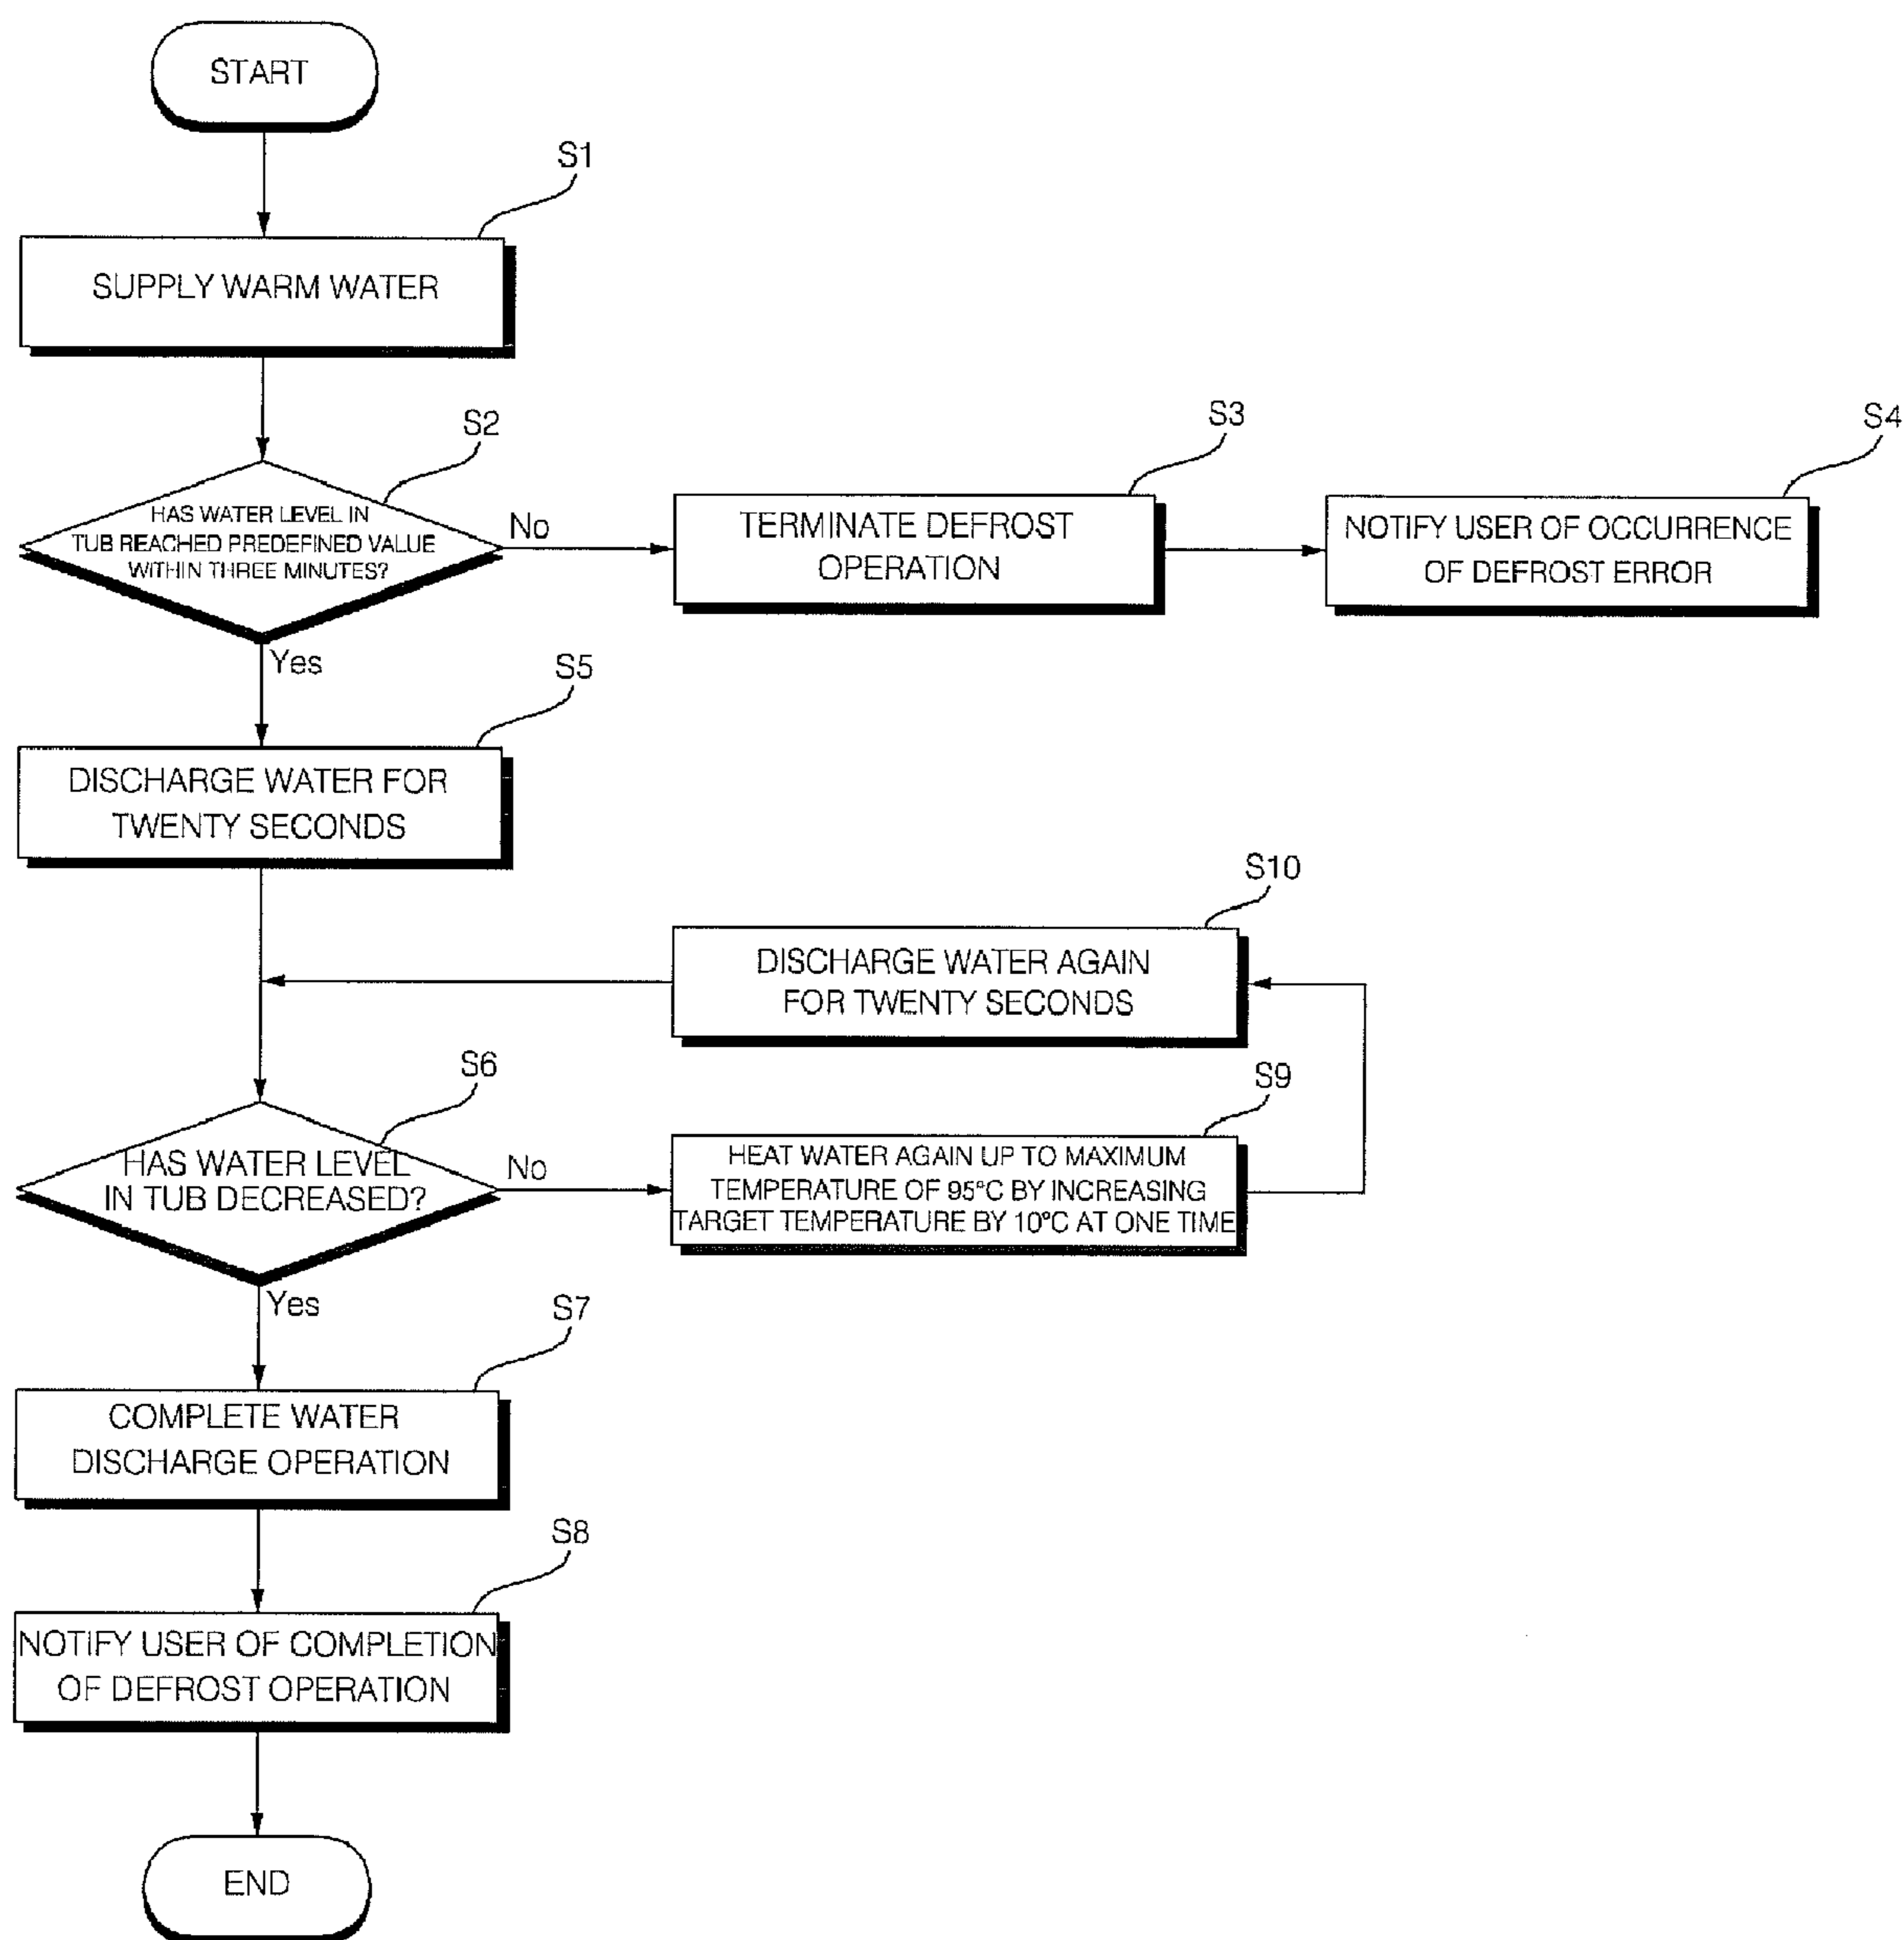 START
S1
SUPPLY WARM WATER
S2
HAS WATER LEVEL IN
TUB REACHED PREDEFINED VALUE
WITHIN THREE MINUTES?
No
Yes
S3
TERMINATE DEFROST
OPERATION
S4
NOTIFY USER OF OCCURRENCE
OF DEFROST ERROR
S5
DISCHARGE WATER FOR
TWENTY SECONDS
S10
DISCHARGE WATER AGAIN
FOR TWENTY SECONDS
S6
HAS WATER LEVEL
IN TUB DECREASED?
No
Yes
S9
HEAT WATER AGAIN UP TO MAXIMUM
TEMPERATURE OF 95°C BY INCREASING
TARGET TEMPERATURE BY 10°C AT ONE TIME
S7
COMPLETE WATER
DISCHARGE OPERATION
S8
NOTIFY USER OF COMPLETION
OF DEFROST OPERATION
END